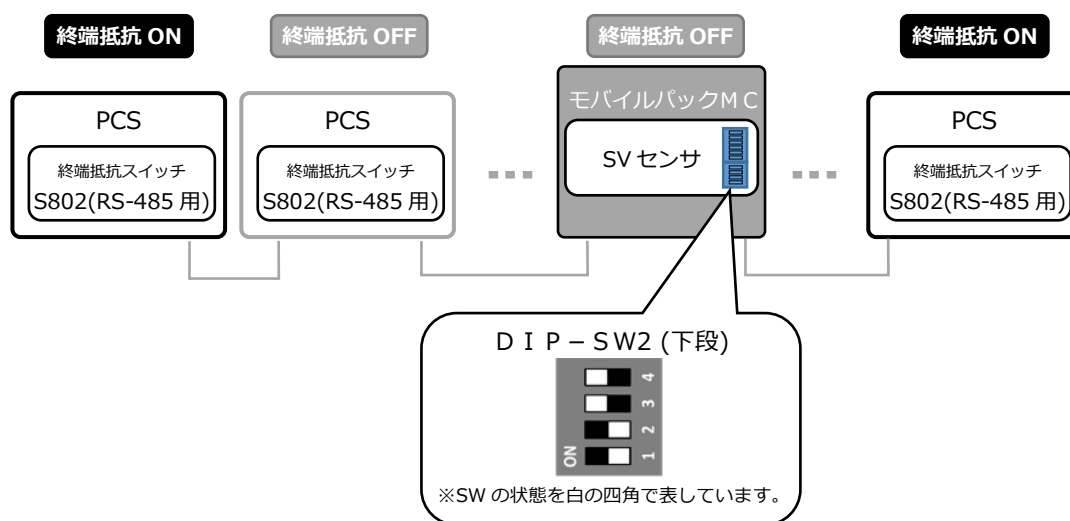 終端抵抗 ON
終端抵抗 OFF
終端抵抗 OFF
終端抵抗 ON
PCS
終端抵抗スイッチ
S802(RS-485 用)
PCS
終端抵抗スイッチ
S802(RS-485 用)
モバイルパックＭＣ
SV センサ
PCS
終端抵抗スイッチ
S802(RS-485 用)
ＤＩＰ－ＳＷ2 (下段)
4
3
2
1
ON
※SW の状態を白の四角で表しています。